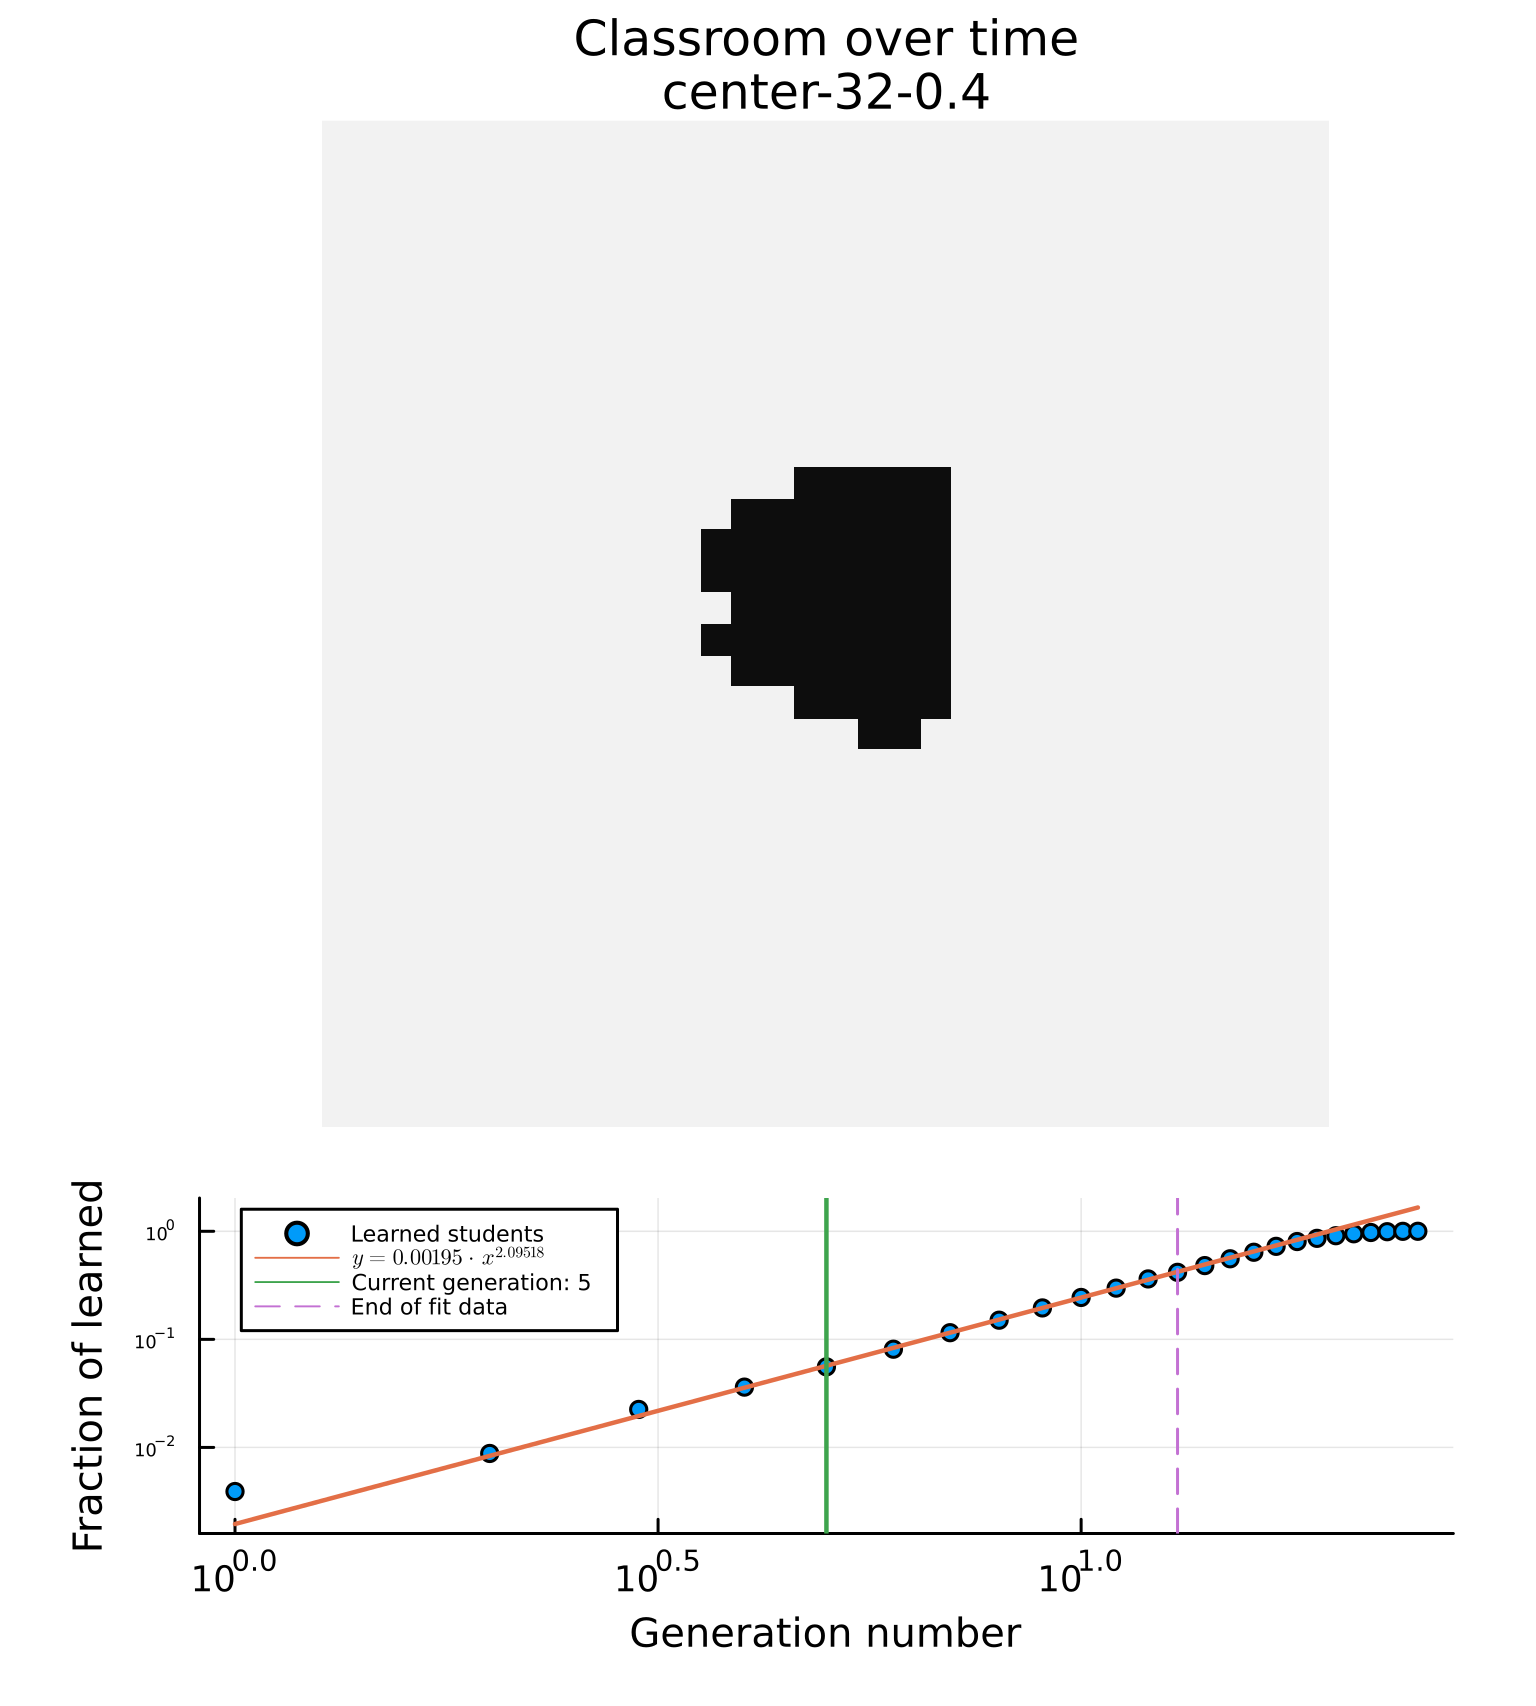 Classroom over time
center-32-0.4
Fraction of learned
10^0
10^−1
10^−2
Learned students
y = 0.00195 · x^2.09518
Current generation: 5
End of fit data
10^0.0 10^0.5 10^1.0
Generation number